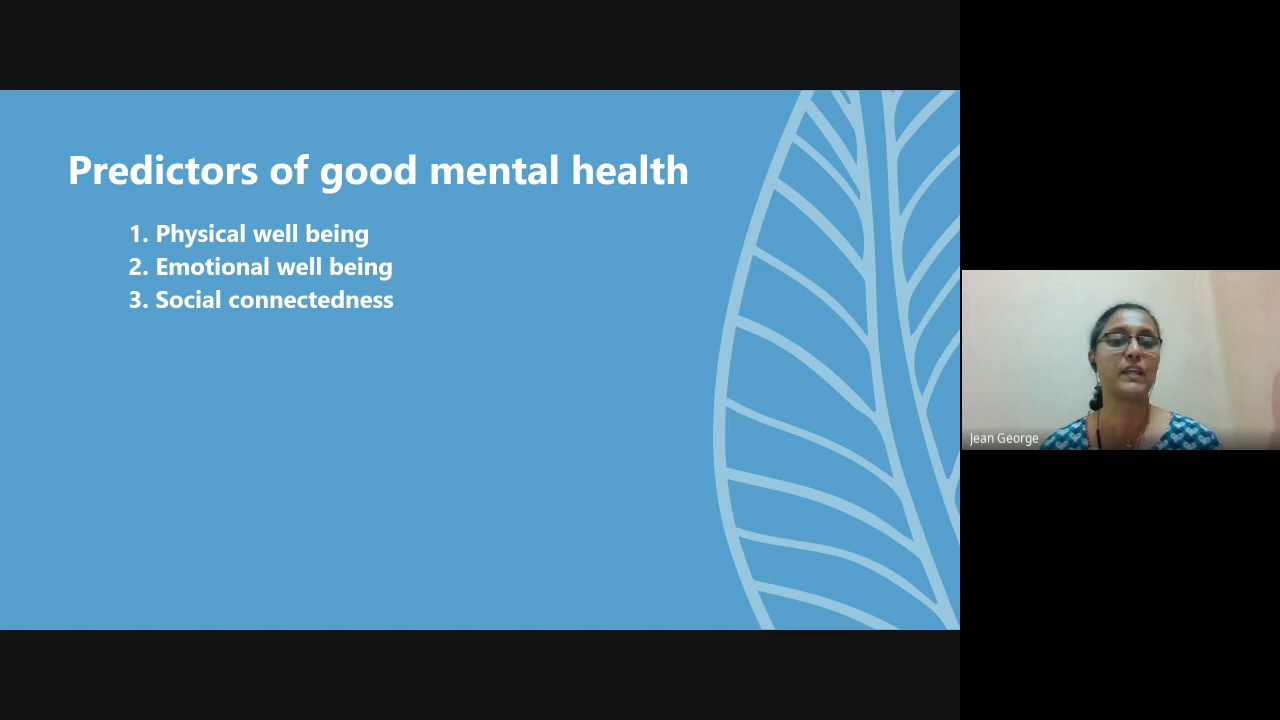 Predictors of good mental health
1. Physical well being
2. Emotional well being
3. Social connectedness
Jean George